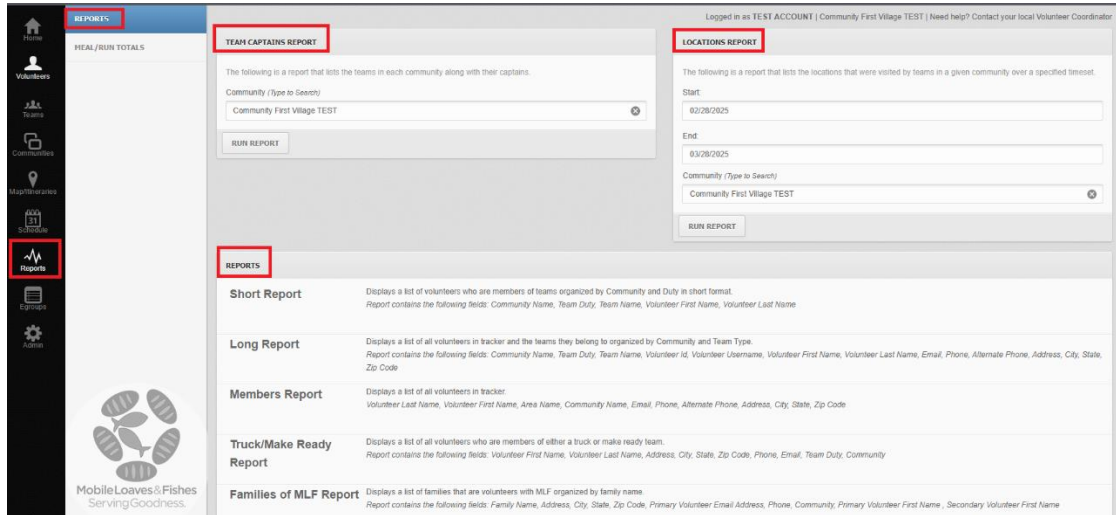 Logged in as TEST ACCOUNT | Community First Village TEST | Need help? Contact your local Volunteer Coordinator
Home
Volunteers
Teams
Communities
Map/Itineraries
31
Schedule
Reports
Egroups
Admin
REPORTS
MEAL/RUN TOTALS
MobileLoaves&Fishes
ServingGoodness.
TEAM CAPTAINS REPORT
The following is a report that lists the teams in each community along with their captains.
Community (Type to Search)
Community First Village TEST
RUN REPORT
LOCATIONS REPORT
The following is a report that lists the locations that were visited by teams in a given community over a specified timeset.
Start:
02/28/2025
End:
03/28/2025
Community (Type to Search)
Community First Village TEST
RUN REPORT
REPORTS
Short Report
Displays a list of volunteers who are members of teams organized by Community and Duty in short format.
Report contains the following fields: Community Name, Team Duty, Team Name, Volunteer First Name, Volunteer Last Name
Long Report
Displays a list of all volunteers in tracker and the teams they belong to organized by Community and Team Type.
Report contains the following fields: Community Name, Team Duty, Team Name, Volunteer Id, Volunteer Username, Volunteer First Name, Volunteer Last Name, Email, Phone, Alternate Phone, Address, City, State,
Zip Code
Members Report
Displays a list of all volunteers in tracker.
Volunteer Last Name, Volunteer First Name, Area Name, Community Name, Email, Phone, Alternate Phone, Address, City, State, Zip Code
Truck/Make Ready
Report
Displays a list of all volunteers who are members of either a truck or make ready team.
Report contains the following fields: Volunteer First Name, Volunteer Last Name, Address, City, State, Zip Code, Phone, Email, Team Duty, Community
Families of MLF Report
Displays a list of families that are volunteers with MLF organized by family name.
Report contains the following fields: Family Name, Address, City, State, Zip Code, Primary Volunteer Email Address, Phone, Community, Primary Volunteer First Name , Secondary Volunteer First Name